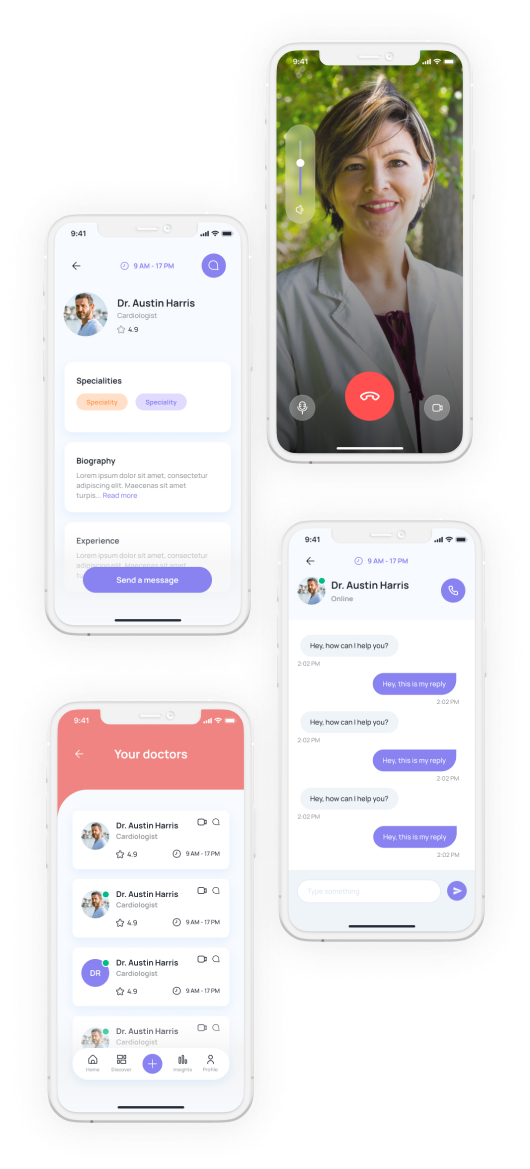 9:41
9:41
9 AM - 17 PM
Dr. Austin Harris
Cardiologist
4.9
Specialities
Speciality Speciality
Biography
Lorem ipsum dolor sit amet, consectetur
adipiscing elit. Maecenas sit amet
turpis... Read more
Experience
Lorem ipsum dolor sit amet, consectetur
Send a message
9:41
9 AM - 17 PM
Dr. Austin Harris
Online
Hey, how can I help you?
2:02 PM
Hey, this is my reply
2:02 PM
Hey, how can I help you?
2:02 PM
Hey, this is my reply
2:02 PM
Hey, how can I help you?
2:02 PM
Hey, this is my reply
2:02 PM
Type something
9:41
Your doctors
Dr. Austin Harris
Cardiologist
4.9 9 AM - 17 PM
Dr. Austin Harris
Cardiologist
4.9 9 AM - 17 PM
DR
Dr. Austin Harris
Cardiologist
4.9 9 AM - 17 PM
Dr. Austin Harris
Cardiologist
Home Discover Insights Profile